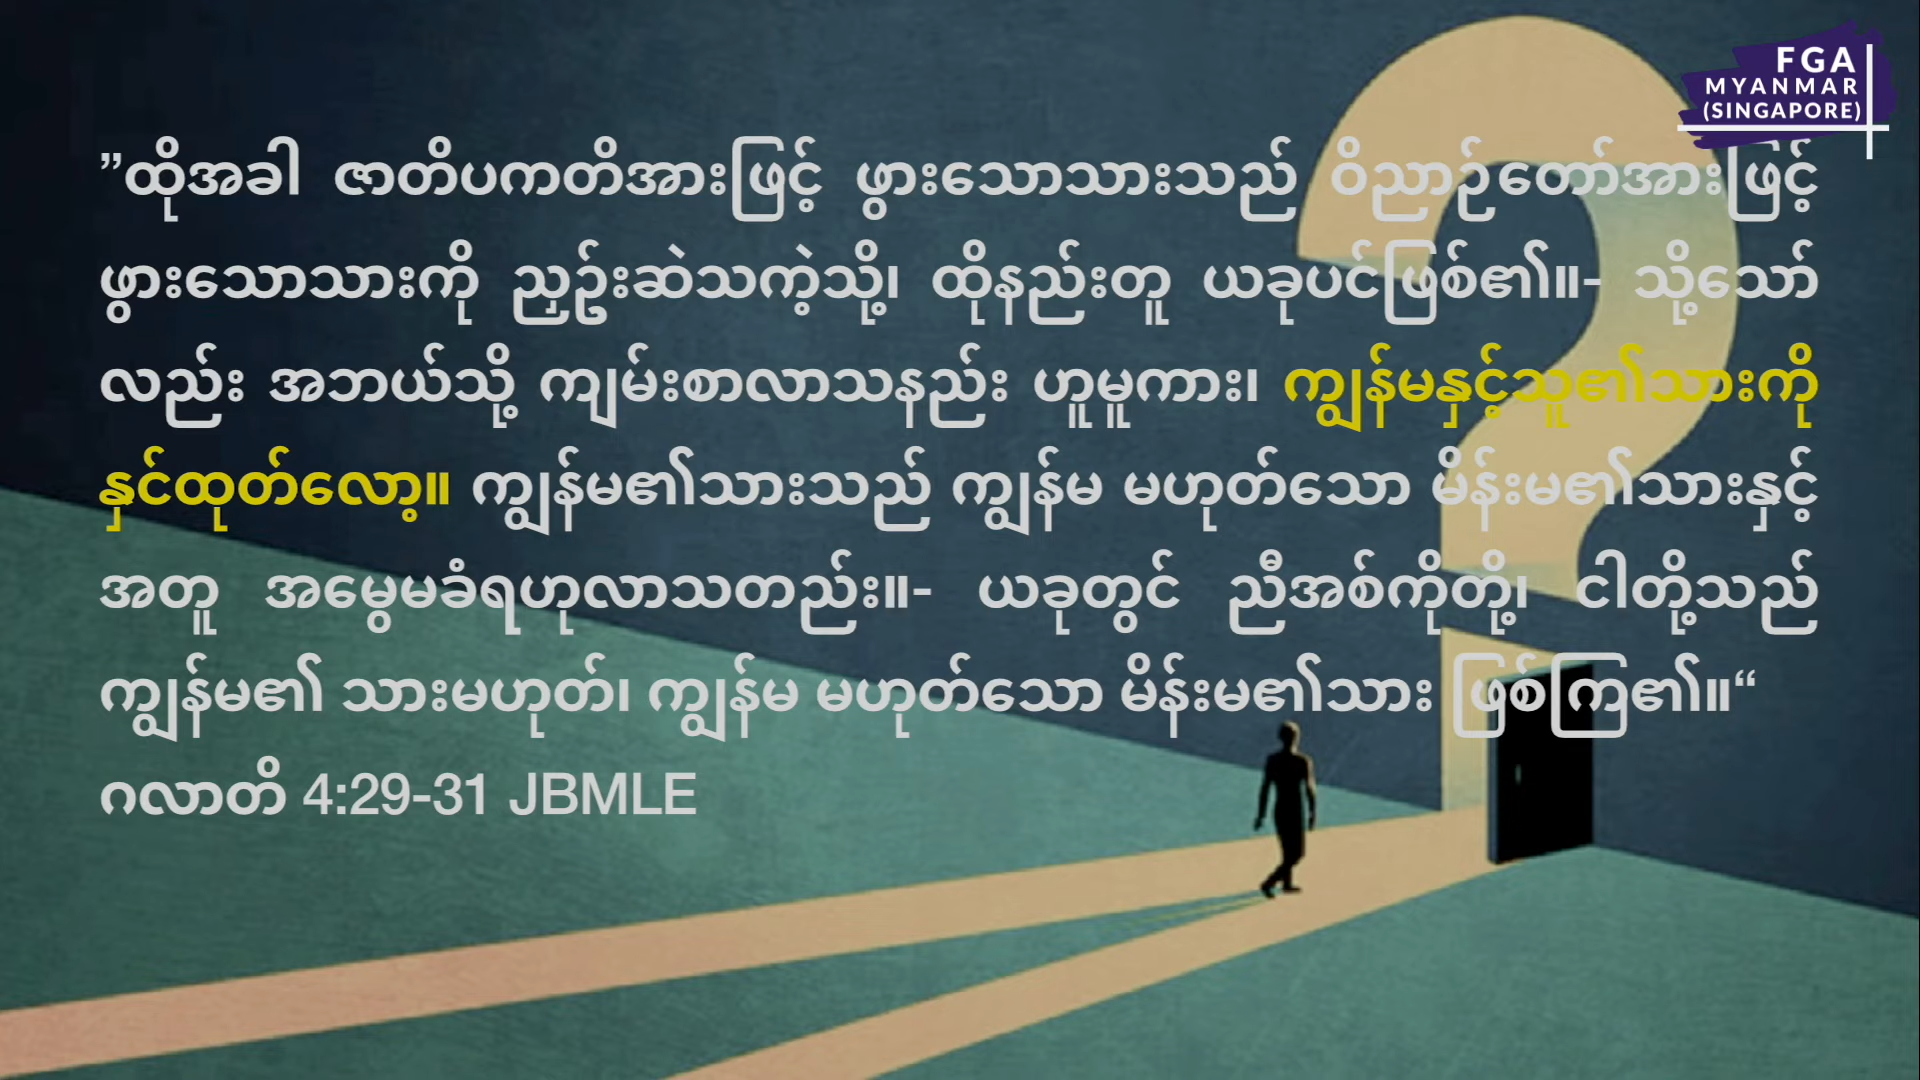 FGA
MYANMAR
(SINGAPORE)
”ထိုအခါ ဇာတိပကတိအားဖြင့် ဖွားသောသားသည် ဝိညာဉ်တော်အားဖြင့်
ဖွားသောသားကို ညှဉ်းဆဲသကဲ့သို့၊ ထိုနည်းတူ ယခုပင်ဖြစ်၏။- သို့သော်
လည်း အဘယ်သို့ ကျမ်းစာလာသနည်း ဟူမူကား၊ ကျွန်မနှင့်သူ၏သားကို
နှင်ထုတ်လော့။ ကျွန်မ၏သားသည် ကျွန်မ မဟုတ်သော မိန်းမ၏သားနှင့်
အတူ အမွေမခံရဟုလာသတည်း။- ယခုတွင် ညီအစ်ကိုတို့၊ ငါတို့သည်
ကျွန်မ၏ သားမဟုတ်၊ ကျွန်မ မဟုတ်သော မိန်းမ၏သား ဖြစ်ကြ၏။“
ဂလာတိ 4:29-31 JBMLE